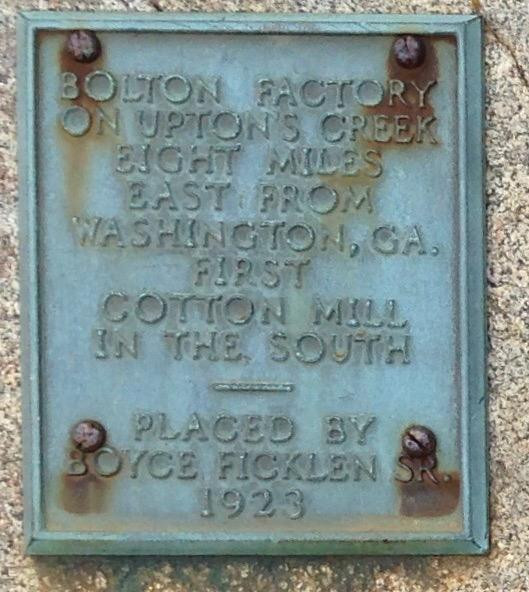 BOLTON FACTORY
ON UPTON'S CREEK
EIGHT MILES
EAST FROM
WASHINGTON, GA.
FIRST
COTTON MILL
IN THE SOUTH
PLACED BY
BOYCE FICKLEN SR.
1923